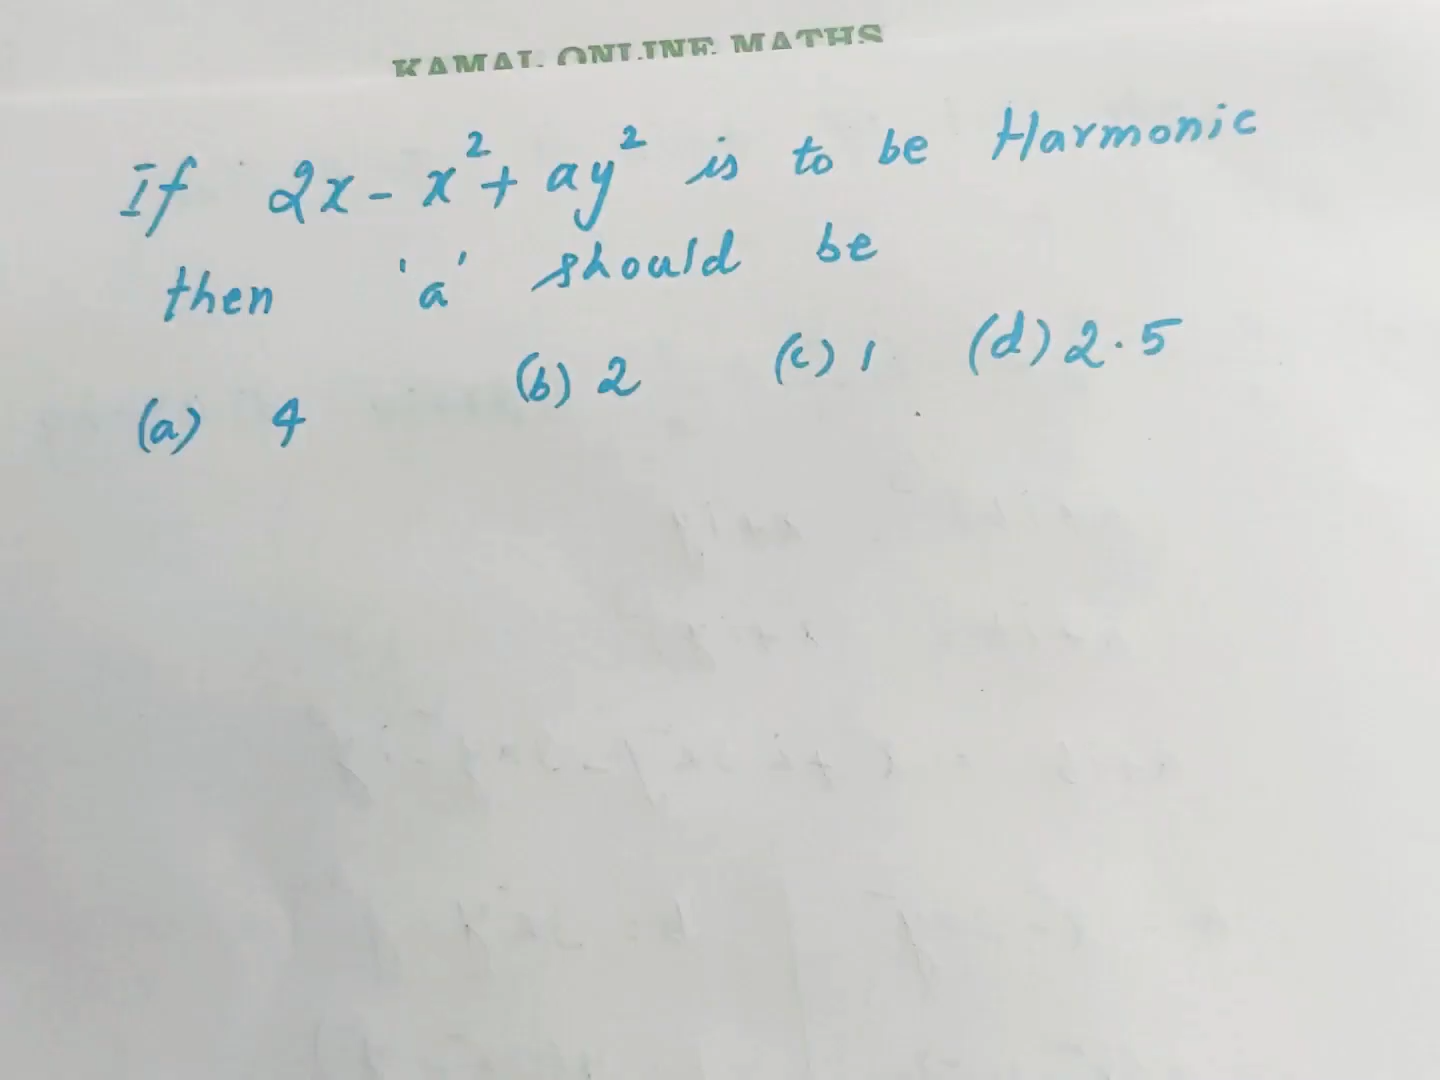 KAMAL ONLINE MATHS
If 2x - x² + ay² is to be Harmonic
then 'a' should be
(a) 4 (b) 2 (c) 1 (d) 2.5